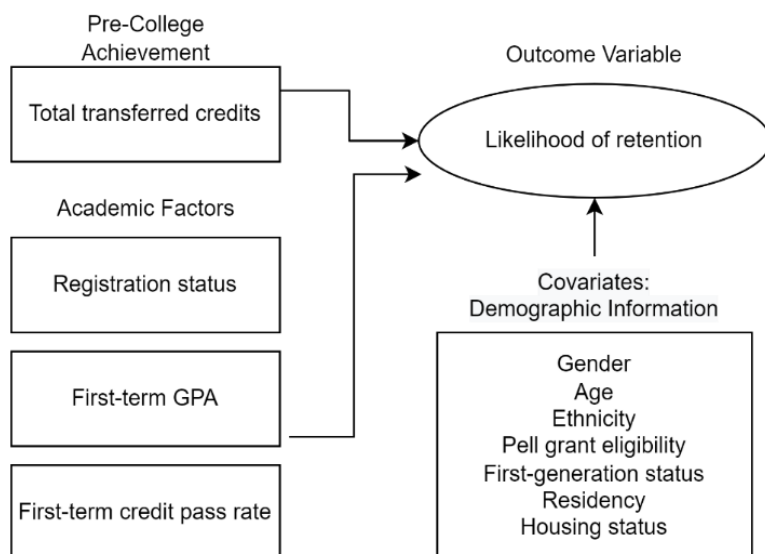 Pre-College
Achievement
Total transferred credits
Academic Factors
Registration status
First-term GPA
First-term credit pass rate
Outcome Variable
Likelihood of retention
Covariates:
Demographic Information
Gender
Age
Ethnicity
Pell grant eligibility
First-generation status
Residency
Housing status